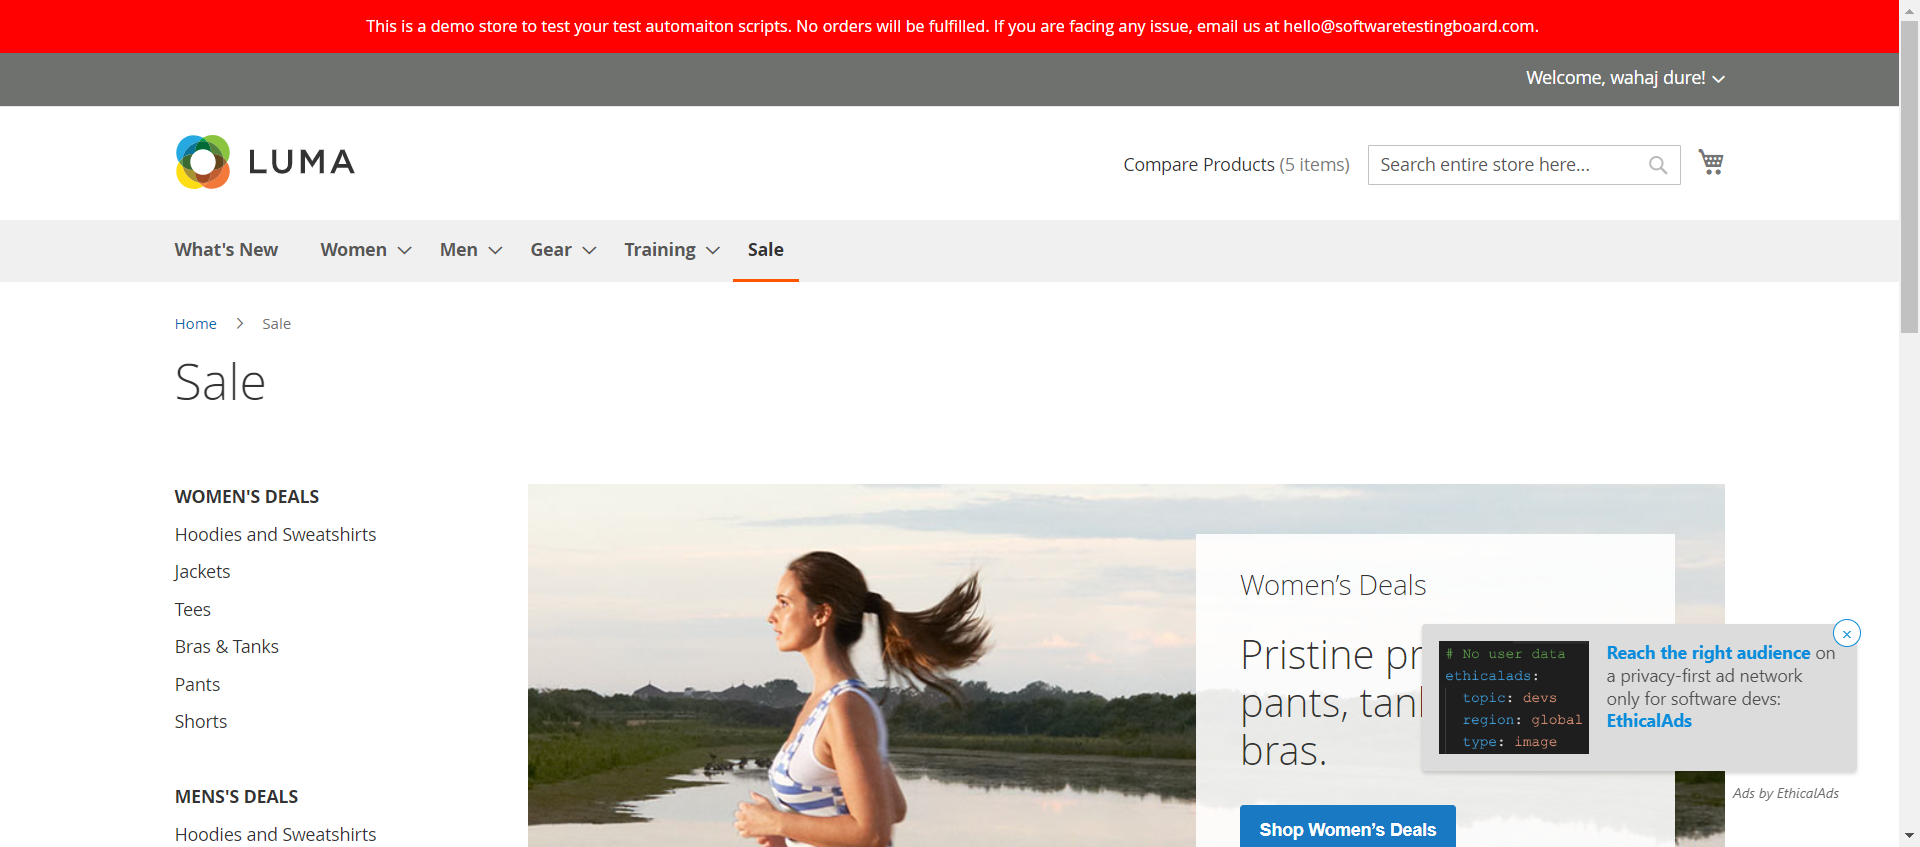 This is a demo store to test your test automaiton scripts. No orders will be fulfilled. If you are facing any issue, email us at hello@softwaretestingboard.com.
Welcome, wahaj dure!
LUMA
Compare Products (5 items)
Search entire store here...
What's New
Women
Men
Gear
Training
Sale
Home
Sale
Sale
WOMEN'S DEALS
Hoodies and Sweatshirts
Jackets
Tees
Bras & Tanks
Pants
Shorts
MENS'S DEALS
Hoodies and Sweatshirts
Women’s Deals
Pristine
pants,
bras.
Shop Women’s Deals
# No user data
ethicalads:
topic: devs
region: global
type: image
Reach the right audience on
a privacy-first ad network
only for software devs:
EthicalAds
Ads by EthicalAds